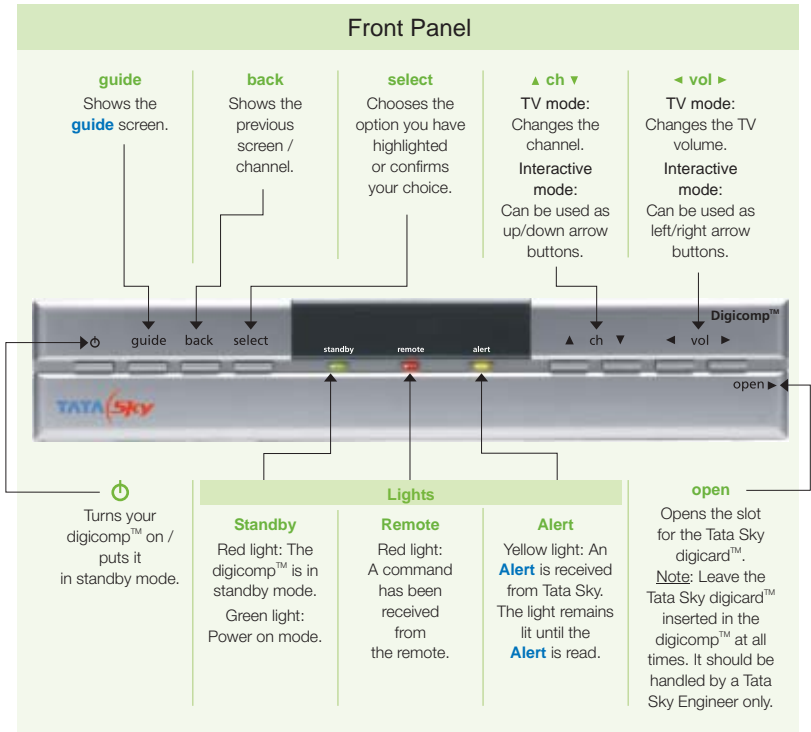 Front Panel
guide
Shows the
guide screen.
back
Shows the
previous
screen /
channel.
select
Chooses the
option you have
highlighted
or confirms
your choice.
▲ ch ▼
TV mode:
Changes the
channel.
Interactive
mode:
Can be used as
up/down arrow
buttons.
◄ vol ►
TV mode:
Changes the TV
volume.
Interactive
mode:
Can be used as
left/right arrow
buttons.
Digicomp™
guide back select
standby remote alert
▲ ch ▼ ◄ vol ►
open ►
TATA Sky
Turns your
digicomp™ on /
puts it
in standby mode.
Lights
Standby
Red light: The
digicomp™ is in
standby mode.
Green light:
Power on mode.
Remote
Red light:
A command
has been
received
from
the remote.
Alert
Yellow light: An
Alert is received
from Tata Sky.
The light remains
lit until the
Alert is read.
open
Opens the slot
for the Tata Sky
digicard™.
Note: Leave the
Tata Sky digicard™
inserted in the
digicomp™ at all
times. It should be
handled by a Tata
Sky Engineer only.